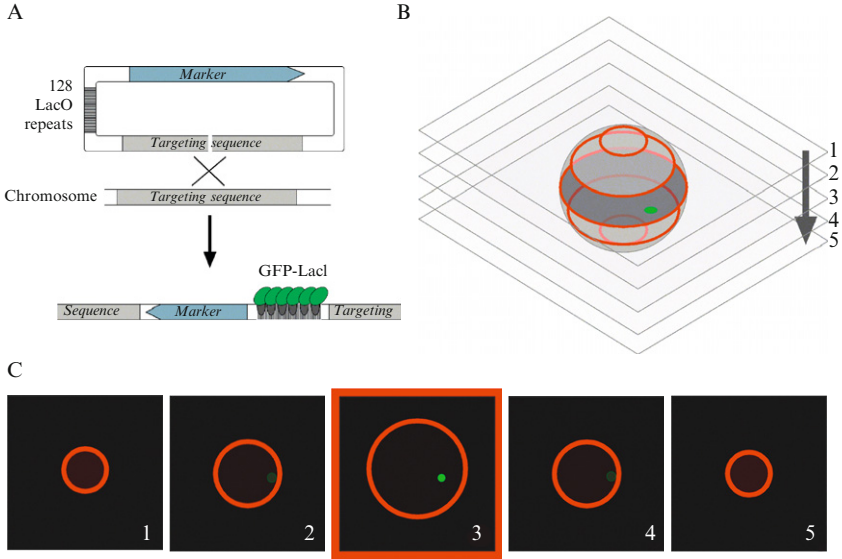 A
Marker
128
LacO
repeats
Targeting sequence
Chromosome
Targeting sequence
GFP-LacI
Sequence
Marker
Targeting
B
1
2
3
4
5
C
1
2
3
4
5